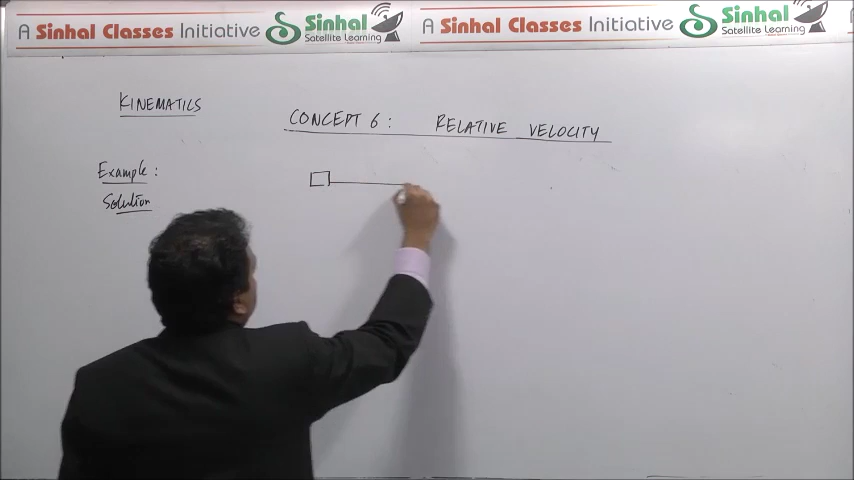 A Sinhal Classes Initiative Sinhal Satellite Learning A Sinhal Classes Initiative Sinhal Satellite Learning A
KINEMATICS
CONCEPT 6 : RELATIVE VELOCITY
Example :
Solution